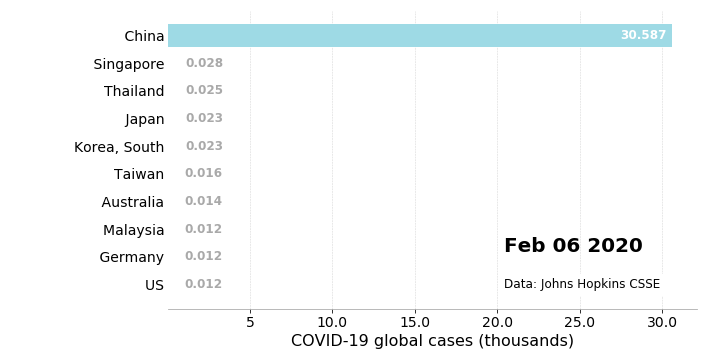 China 30.587
Singapore 0.028
Thailand 0.025
Japan 0.023
Korea, South 0.023
Taiwan 0.016
Australia 0.014
Malaysia 0.012
Germany 0.012
US 0.012
Feb 06 2020
Data: Johns Hopkins CSSE
5 10.0 15.0 20.0 25.0 30.0
COVID-19 global cases (thousands)